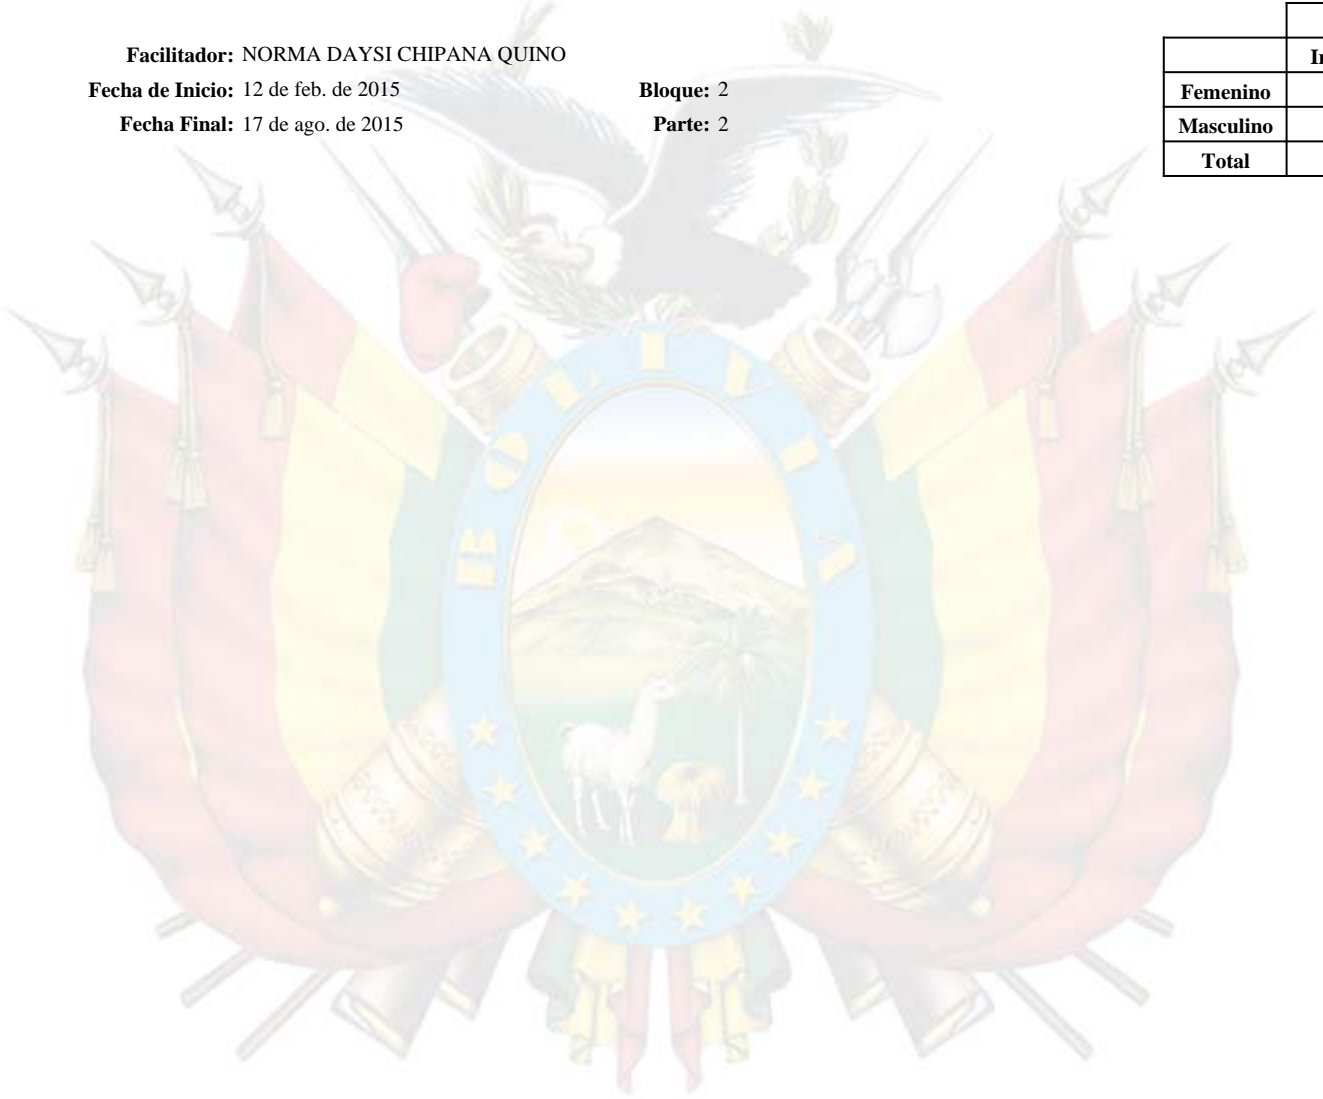 Facilitador: NORMA DAYSI CHIPANA QUINO
Fecha de Inicio: 12 de feb. de 2015 Bloque: 2
Fecha Final: 17 de ago. de 2015 Parte: 2
Femenino
Masculino
Total
BOLIVIA